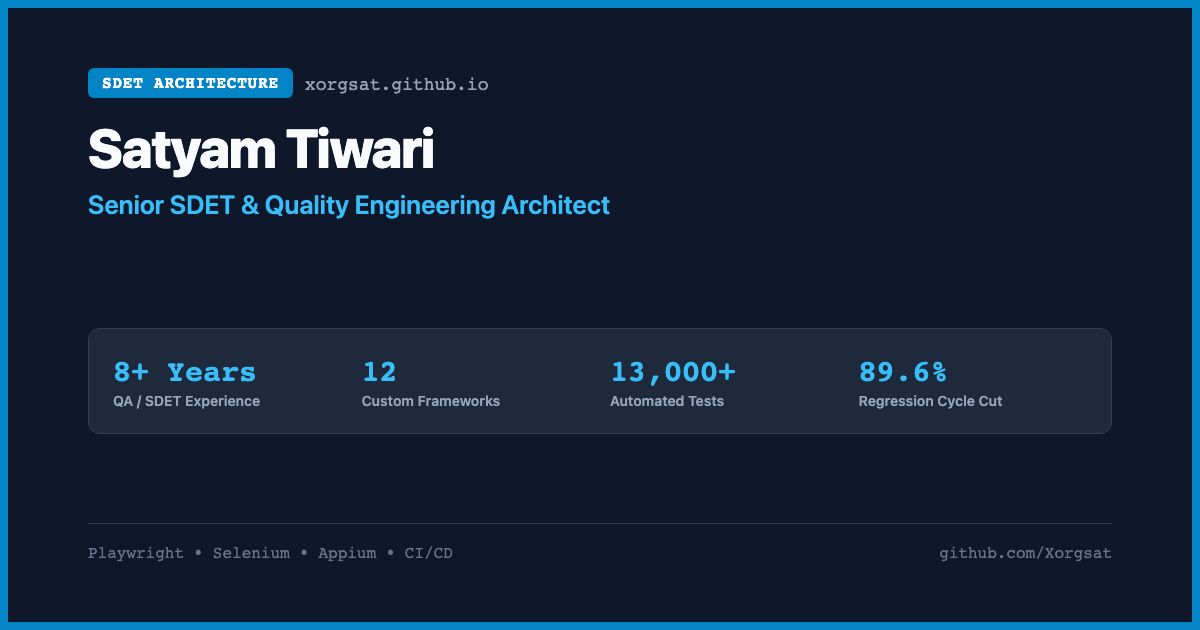 SDET ARCHITECTURE xorgsat.github.io
Satyam Tiwari
Senior SDET & Quality Engineering Architect
8+ Years 12 13,000+ 89.6%
QA / SDET Experience Custom Frameworks Automated Tests Regression Cycle Cut
Playwright • Selenium • Appium • CI/CD github.com/Xorgsat